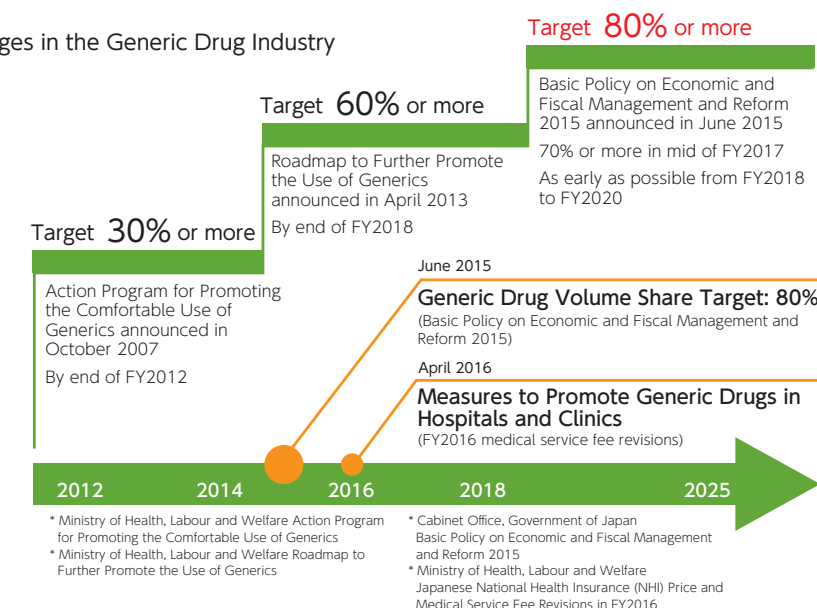 ges in the Generic Drug Industry
Target 80% or more
Basic Policy on Economic and
Fiscal Management and Reform
2015 announced in June 2015
70% or more in mid of FY2017
As early as possible from FY2018
to FY2020
Target 60% or more
Roadmap to Further Promote
the Use of Generics
announced in April 2013
By end of FY2018
Target 30% or more
Action Program for Promoting
the Comfortable Use of
Generics announced in
October 2007
By end of FY2012
June 2015
Generic Drug Volume Share Target: 80%
(Basic Policy on Economic and Fiscal Management and
Reform 2015)
April 2016
Measures to Promote Generic Drugs in
Hospitals and Clinics
(FY2016 medical service fee revisions)
2012 2014 2016 2018 2025
* Ministry of Health, Labour and Welfare Action Program
for Promoting the Comfortable Use of Generics
* Ministry of Health, Labour and Welfare Roadmap to
Further Promote the Use of Generics
* Cabinet Office, Government of Japan
Basic Policy on Economic and Fiscal Management
and Reform 2015
* Ministry of Health, Labour and Welfare
Japanese National Health Insurance (NHI) Price and
Medical Service Fee Revisions in FY2016